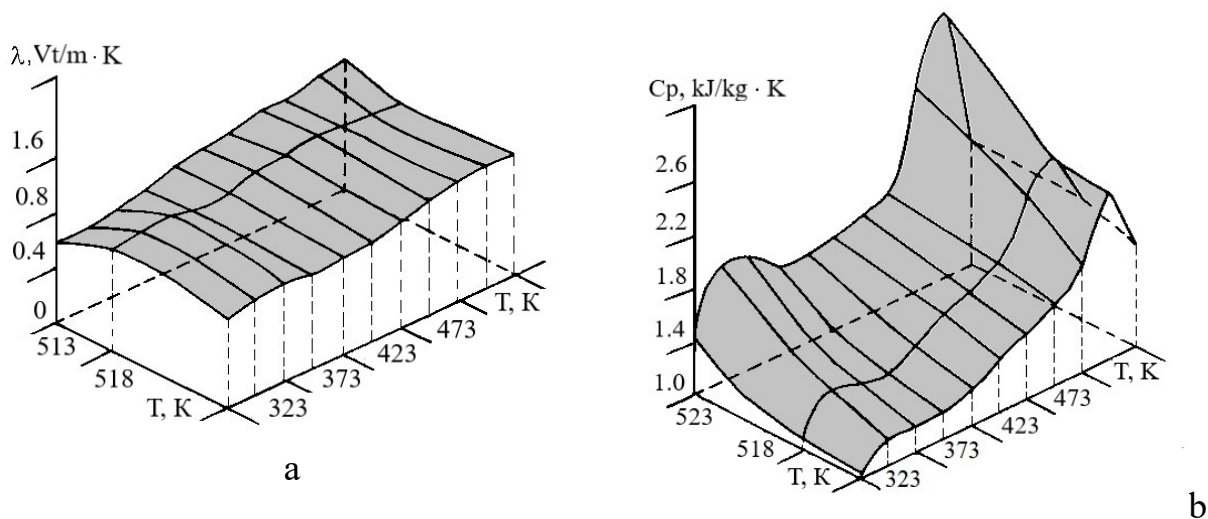 λ,Vt/m · K
1.6
0.8
0.4
0
513
518
T, K
323
373
423
473
T, K
a
Cp, kJ/kg · K
2.6
2.2
1.8
1.4
1.0
523
518
T, K
323
373
423
473
T, K
b